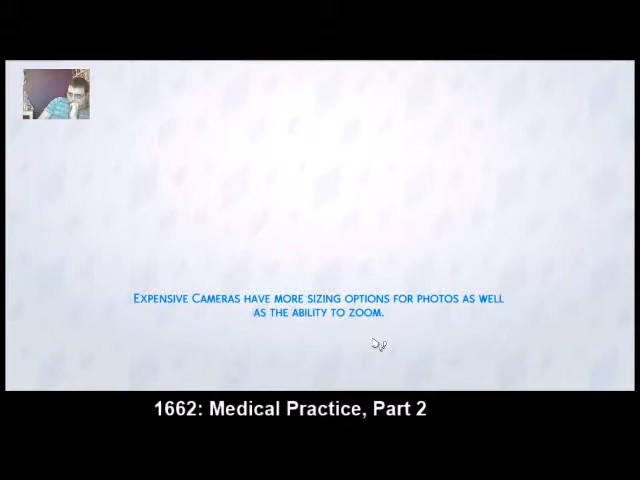 Expensive Cameras have more sizing options for photos as well
as the ability to zoom.
1662: Medical Practice, Part 2